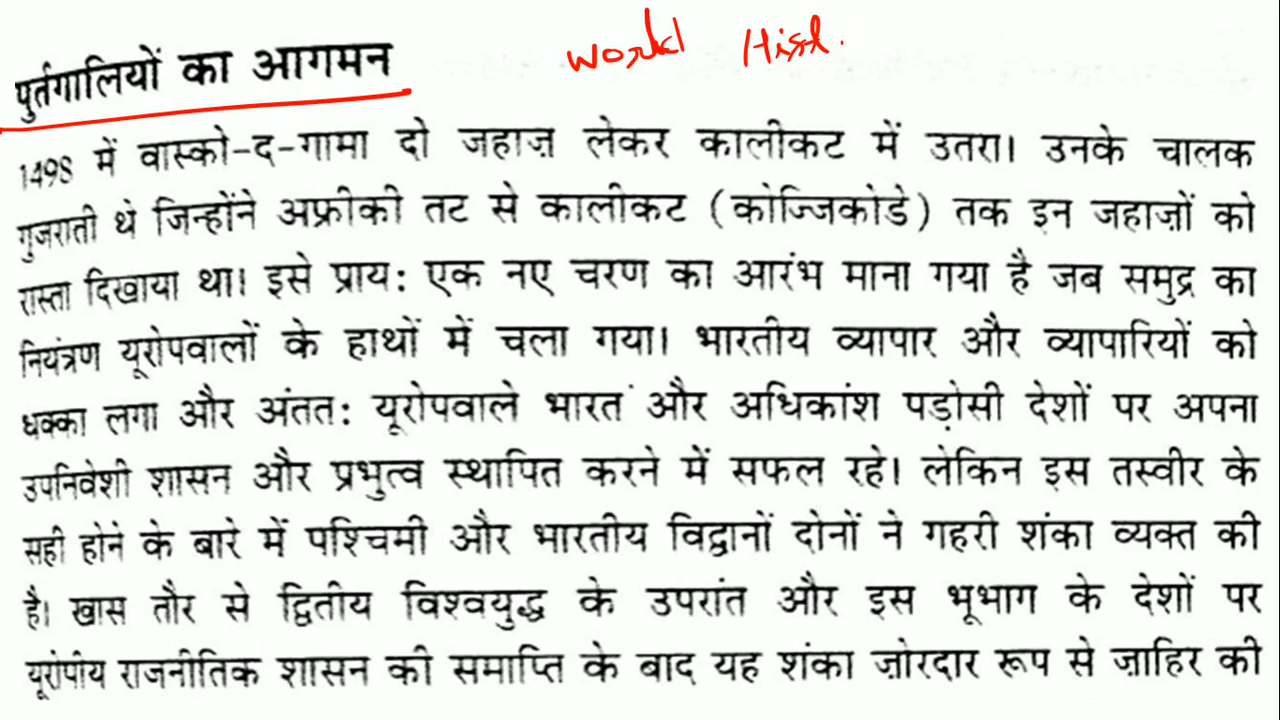 World Hist.
पुर्तगालियों का आगमन
1498 में वास्को-द-गामा दो जहाज़ लेकर कालीकट में उतरा। उनके चालक
गुजराती थे जिन्होंने अफ्रीकी तट से कालीकट (कोज्जिकोडे) तक इन जहाज़ों को
रास्ता दिखाया था। इसे प्राय: एक नए चरण का आरंभ माना गया है जब समुद्र का
नियंत्रण यूरोपवालों के हाथों में चला गया। भारतीय व्यापार और व्यापारियों को
धक्का लगा और अंतत: यूरोपवाले भारत और अधिकांश पड़ोसी देशों पर अपना
उपनिवेशी शासन और प्रभुत्व स्थापित करने में सफल रहे। लेकिन इस तस्वीर के
सही होने के बारे में पश्चिमी और भारतीय विद्वानों दोनों ने गहरी शंका व्यक्त की
है। खास तौर से द्वितीय विश्वयुद्ध के उपरांत और इस भूभाग के देशों पर
यूरोपीय राजनीतिक शासन की समाप्ति के बाद यह शंका ज़ोरदार रूप से ज़ाहिर की